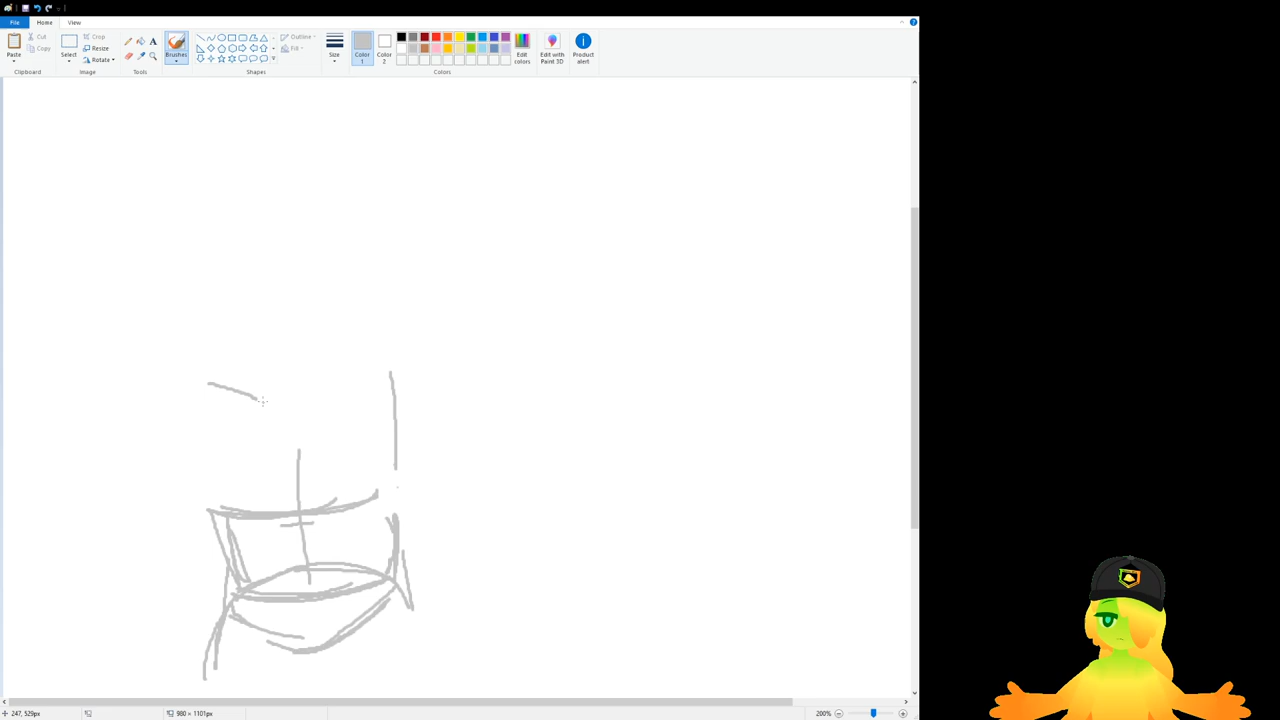 File Home View
Paste Cut Copy Select Crop Resize Rotate Brushes Outline Fill Size Color 1 Color 2 Edit colors Edit with Paint 3D Product alert
Clipboard Image Tools Shapes Colors
247, 529px 980 × 1101px 200%